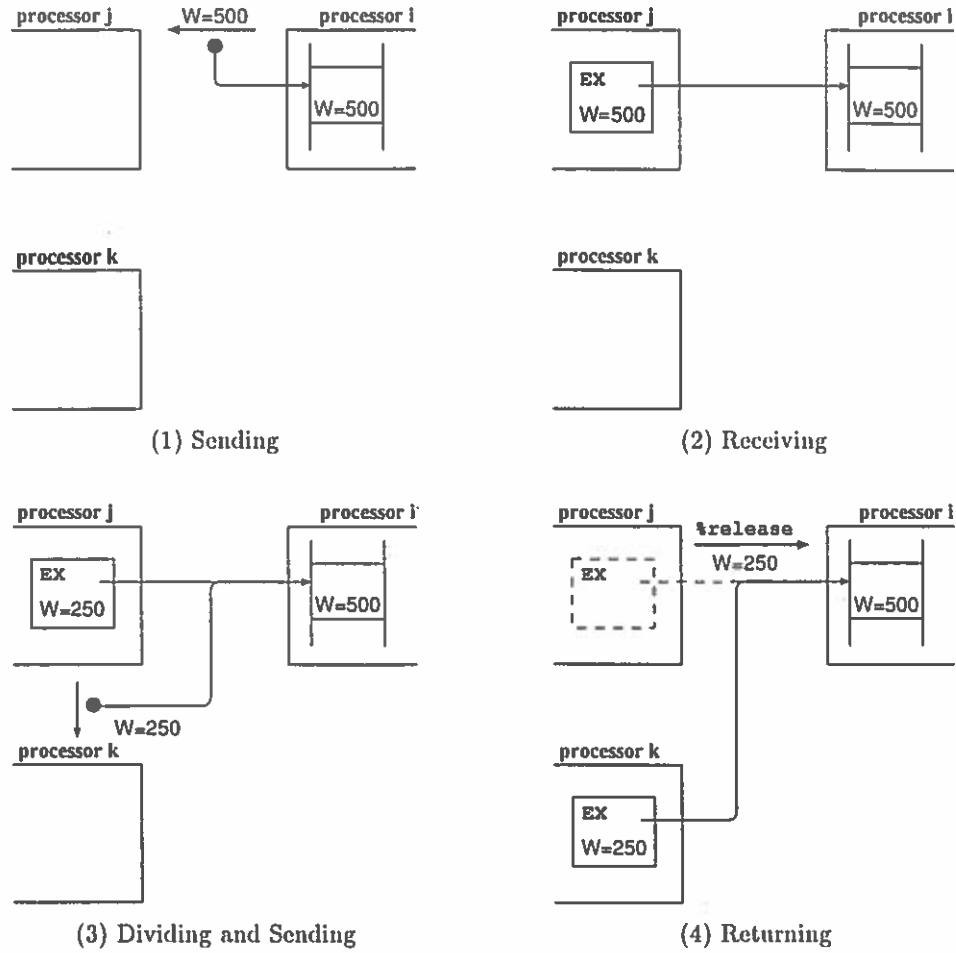 processor j
W=500
processor i
W=500
processor k
(1) Sending
processor j
processor i
EX
W=500
W=500
processor k
(2) Receiving
processor j
processor i
EX
W=250
W=500
W=250
processor k
(3) Dividing and Sending
processor j
%release
processor i
EX
W=250
W=500
processor k
EX
W=250
(4) Returning